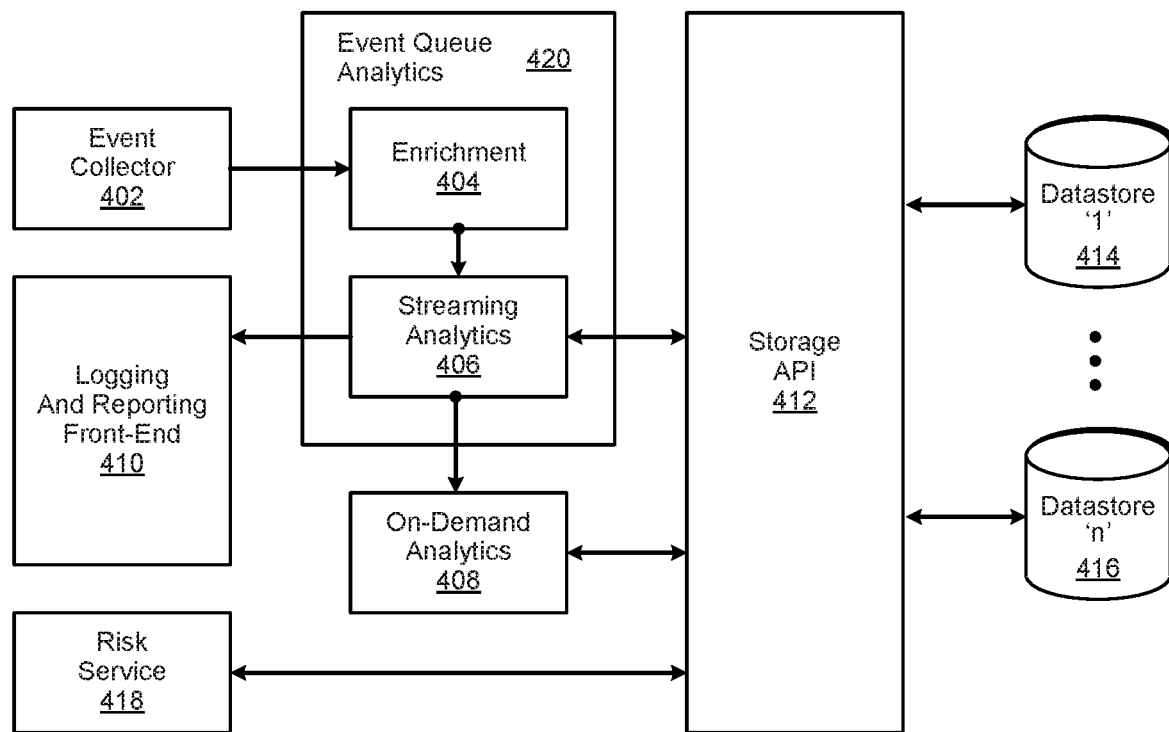 Event Queue
Analytics
420
Event
Collector
402
Enrichment
404
Streaming
Analytics
406
Logging
And Reporting
Front-End
410
On-Demand
Analytics
408
Risk
Service
418
Storage
API
412
Datastore
‘1’
414
Datastore
‘n’
416